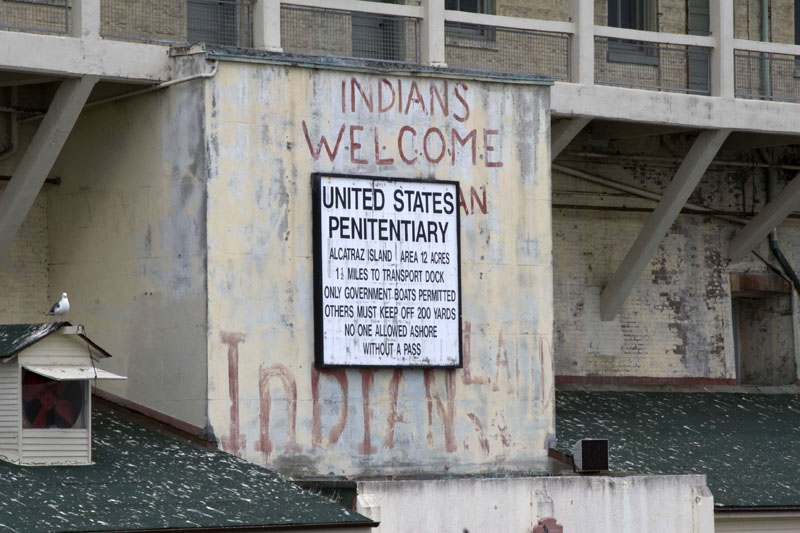 INDIANS
WELCOME
UNITED STATES
PENITENTIARY
ALCATRAZ ISLAND AREA 12 ACRES
1½ MILES TO TRANSPORT DOCK
ONLY GOVERNMENT BOATS PERMITTED
OTHERS MUST KEEP OFF 200 YARDS
NO ONE ALLOWED ASHORE
WITHOUT A PASS
INDIAN